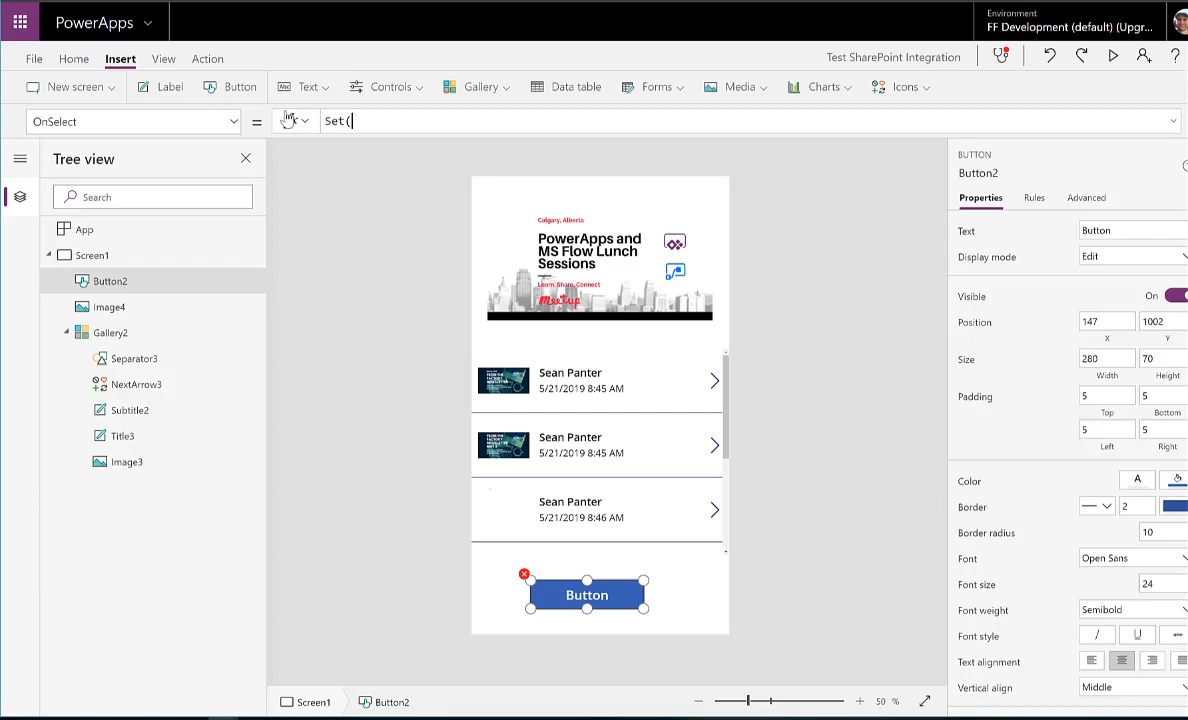 PowerApps
Environment
FF Development (default) (Upgr...
File Home Insert View Action
Test SharePoint Integration
New screen Label Button Text Controls Gallery Data table Forms Media Charts Icons
OnSelect = Set(
Tree view
Search
App
Screen1
Button2
Image4
Gallery2
Separator3
NextArrow3
Subtitle2
Title3
Image3
Calgary, Alberta
PowerApps and
MS Flow Lunch
Sessions
Learn, Share, Connect
Meetup
Sean Panter
5/21/2019 8:45 AM
Sean Panter
5/21/2019 8:45 AM
Sean Panter
5/21/2019 8:46 AM
Button
BUTTON
Button2
Properties Rules Advanced
Text Button
Display mode Edit
Visible On
Position 147 1002
X Y
Size 280 70
Width Height
Padding 5 5
Top Bottom
5 5
Left Right
Color A
Border 2
Border radius 10
Font Open Sans
Font size 24
Font weight Semibold
Font style / U abc
Text alignment
Vertical align Middle
Screen1 Button2
50 %